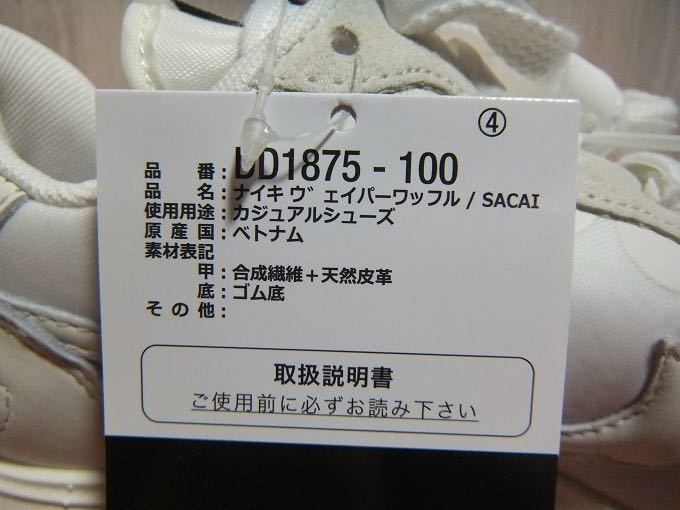 ④
品番：DD1875 - 100
品名：ナイキ ヴェイパーワッフル / SACAI
使用用途：カジュアルシューズ
原産国：ベトナム
素材表記
甲：合成繊維＋天然皮革
底：ゴム底
その他：
取扱説明書
ご使用前に必ずお読み下さい